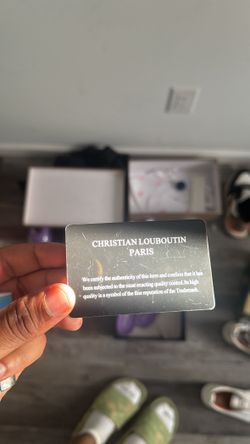 CHRISTIAN LOUBOUTIN
PARIS
We certify the authenticity of this item and confirm that it has
been subjected to the most exacting quality control. Its high
quality is a symbol of the fine reputation of the Trademark.